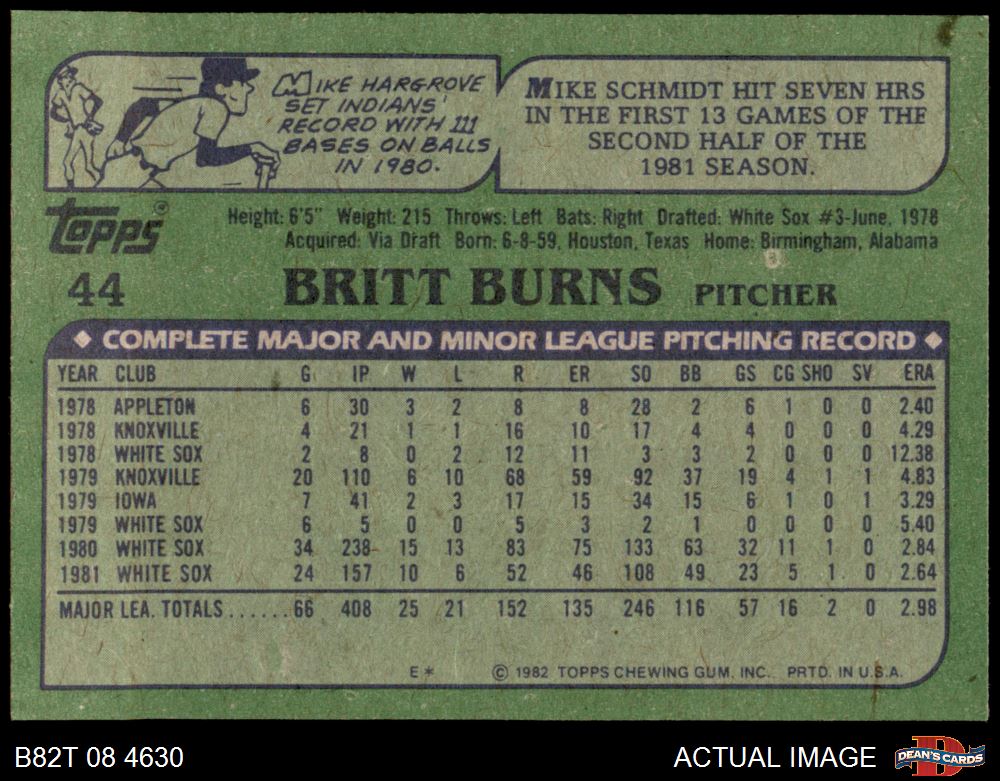 MIKE HARGROVE
SET INDIANS'
RECORD WITH 111
BASES ON BALLS
IN 1980.
MIKE SCHMIDT HIT SEVEN HRS
IN THE FIRST 13 GAMES OF THE
SECOND HALF OF THE
1981 SEASON.
Topps®
Height: 6'5" Weight: 215 Throws: Left Bats: Right Drafted: White Sox #3-June, 1978
Acquired: Via Draft Born: 6-8-59, Houston, Texas Home: Birmingham, Alabama
44 BRITT BURNS PITCHER
◆ COMPLETE MAJOR AND MINOR LEAGUE PITCHING RECORD ◆
YEAR CLUB G IP W L R ER SO BB GS CG SHO SV ERA
1978 APPLETON 6 30 3 2 8 8 28 2 6 1 0 0 2.40
1978 KNOXVILLE 4 21 1 1 16 10 17 4 4 0 0 0 4.29
1978 WHITE SOX 2 8 0 2 12 11 3 3 2 0 0 0 12.38
1979 KNOXVILLE 20 110 6 10 68 59 92 37 19 4 1 1 4.83
1979 IOWA 7 41 2 3 17 15 34 15 6 1 0 1 3.29
1979 WHITE SOX 6 5 0 0 5 3 2 1 0 0 0 0 5.40
1980 WHITE SOX 34 238 15 13 83 75 133 63 32 11 1 0 2.84
1981 WHITE SOX 24 157 10 6 52 46 108 49 23 5 1 0 2.64
MAJOR LEA. TOTALS......66 408 25 21 152 135 246 116 57 16 2 0 2.98
E* © 1982 TOPPS CHEWING GUM, INC. PRTD. IN U.S.A.
B82T 08 4630 ACTUAL IMAGE D DEAN'S CARDS